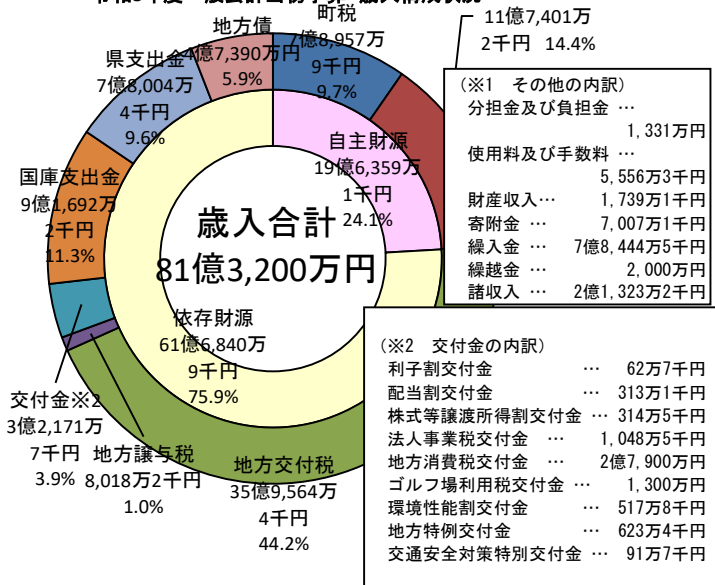 町税
7億8,957万
9千円
9.7%
11億7,401万
2千円 14.4%
地方債
4億7,390万円
5.9%
県支出金
7億8,004万
4千円
9.6%
国庫支出金
9億1,692万
2千円
11.3%
交付金※2
3億2,171万
7千円
3.9%
地方譲与税
8,018万2千円
1.0%
地方交付税
35億9,564万
4千円
44.2%
自主財源
19億6,359万
1千円
24.1%
歳入合計
81億3,200万円
依存財源
61億6,840万
9千円
75.9%
(※1 その他の内訳)
分担金及び負担金 …
1,331万円
使用料及び手数料 …
5,556万3千円
財産収入… 1,739万1千円
寄附金 … 7,007万1千円
繰入金 … 7億8,444万5千円
繰越金 … 2,000万円
諸収入 … 2億1,323万2千円
(※2 交付金の内訳)
利子割交付金 … 62万7千円
配当割交付金 … 313万1千円
株式等譲渡所得割交付金 … 314万5千円
法人事業税交付金 … 1,048万5千円
地方消費税交付金 … 2億7,900万円
ゴルフ場利用税交付金 … 1,300万円
環境性能割交付金 … 517万8千円
地方特例交付金 … 623万4千円
交通安全対策特別交付金 … 91万7千円